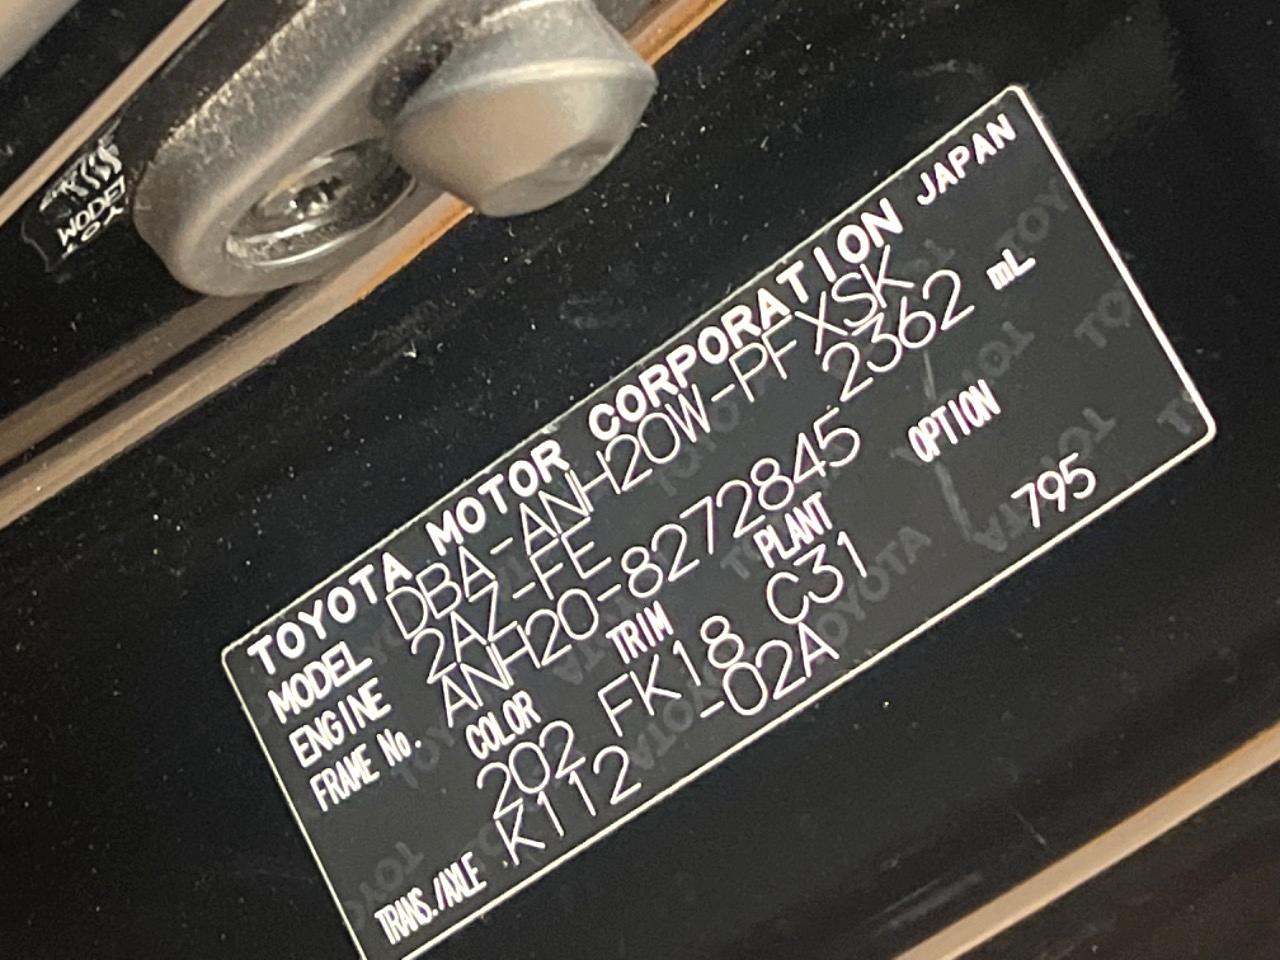 TOYOTA MOTOR CORPORATION JAPAN
MODEL DBA-ANH20W-PFXSK
ENGINE 2AZ-FE 2362 mL
FRAME No. ANH20-8272845
COLOR TRIM PLANT OPTION
202 FK18 C31 795
TRANS./AXLE K112 -02A
MODEL